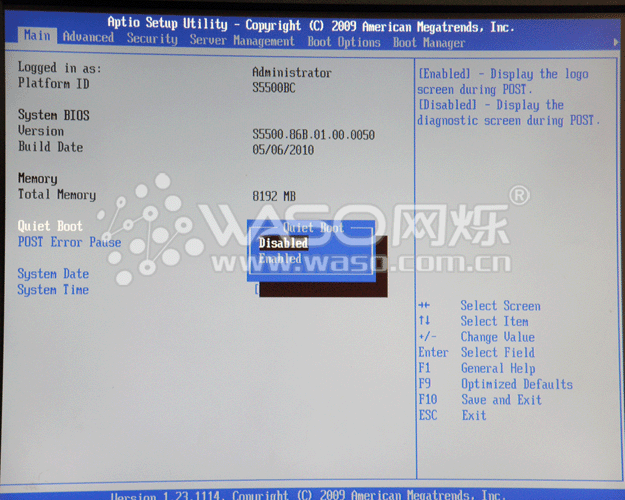 Aptio Setup Utility - Copyright (C) 2009 American Megatrends, Inc.
Main Advanced Security Server Management Boot Options Boot Manager
Logged in as: Administrator
Platform ID S5500BC
System BIOS
Version S5500.86B.01.00.0050
Build Date 05/06/2010
Memory
Total Memory 8192 MB
Quiet Boot
POST Error Pause
System Date
System Time [
Quiet Boot
Disabled
Enabled
[Enabled] - Display the logo
screen during POST.
[Disabled] - Display the
diagnostic screen during POST.
→← Select Screen
↑↓ Select Item
+/- Change Value
Enter Select Field
F1 General Help
F9 Optimized Defaults
F10 Save and Exit
ESC Exit
Version 1.23.1114. Copyright (C) 2009 American Megatrends, Inc.
WASO网烁®
www.waso.com.cn